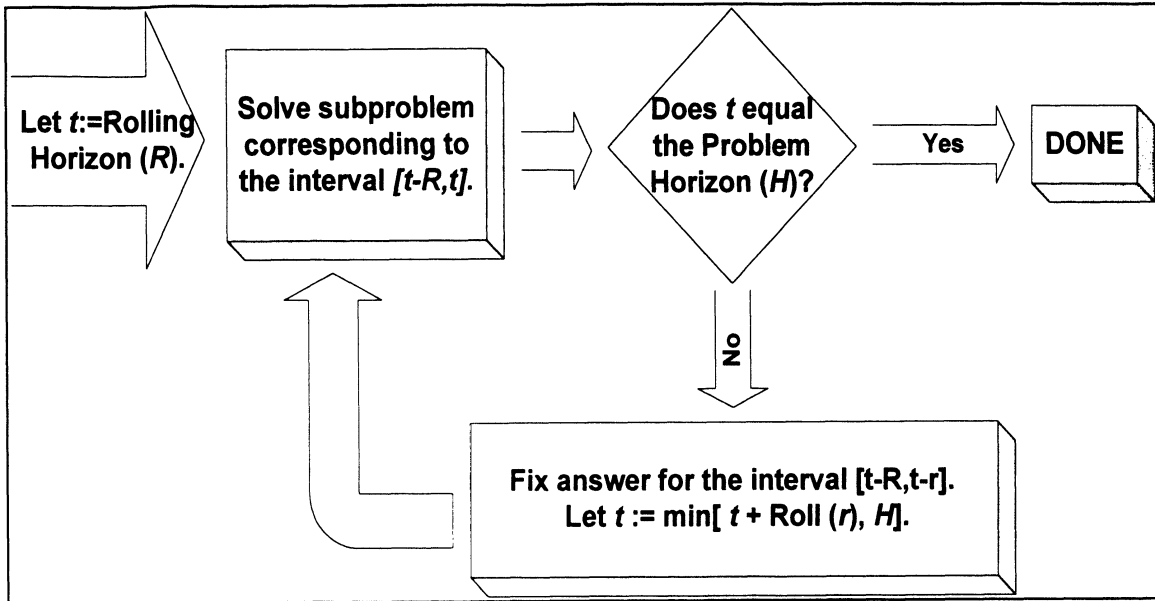 Let t:=Rolling
Horizon (R).
Solve subproblem
corresponding to
the interval [t-R,t].
Does t equal
the Problem
Horizon (H)?
Yes
DONE
No
Fix answer for the interval [t-R,t-r].
Let t := min[ t + Roll (r), H].